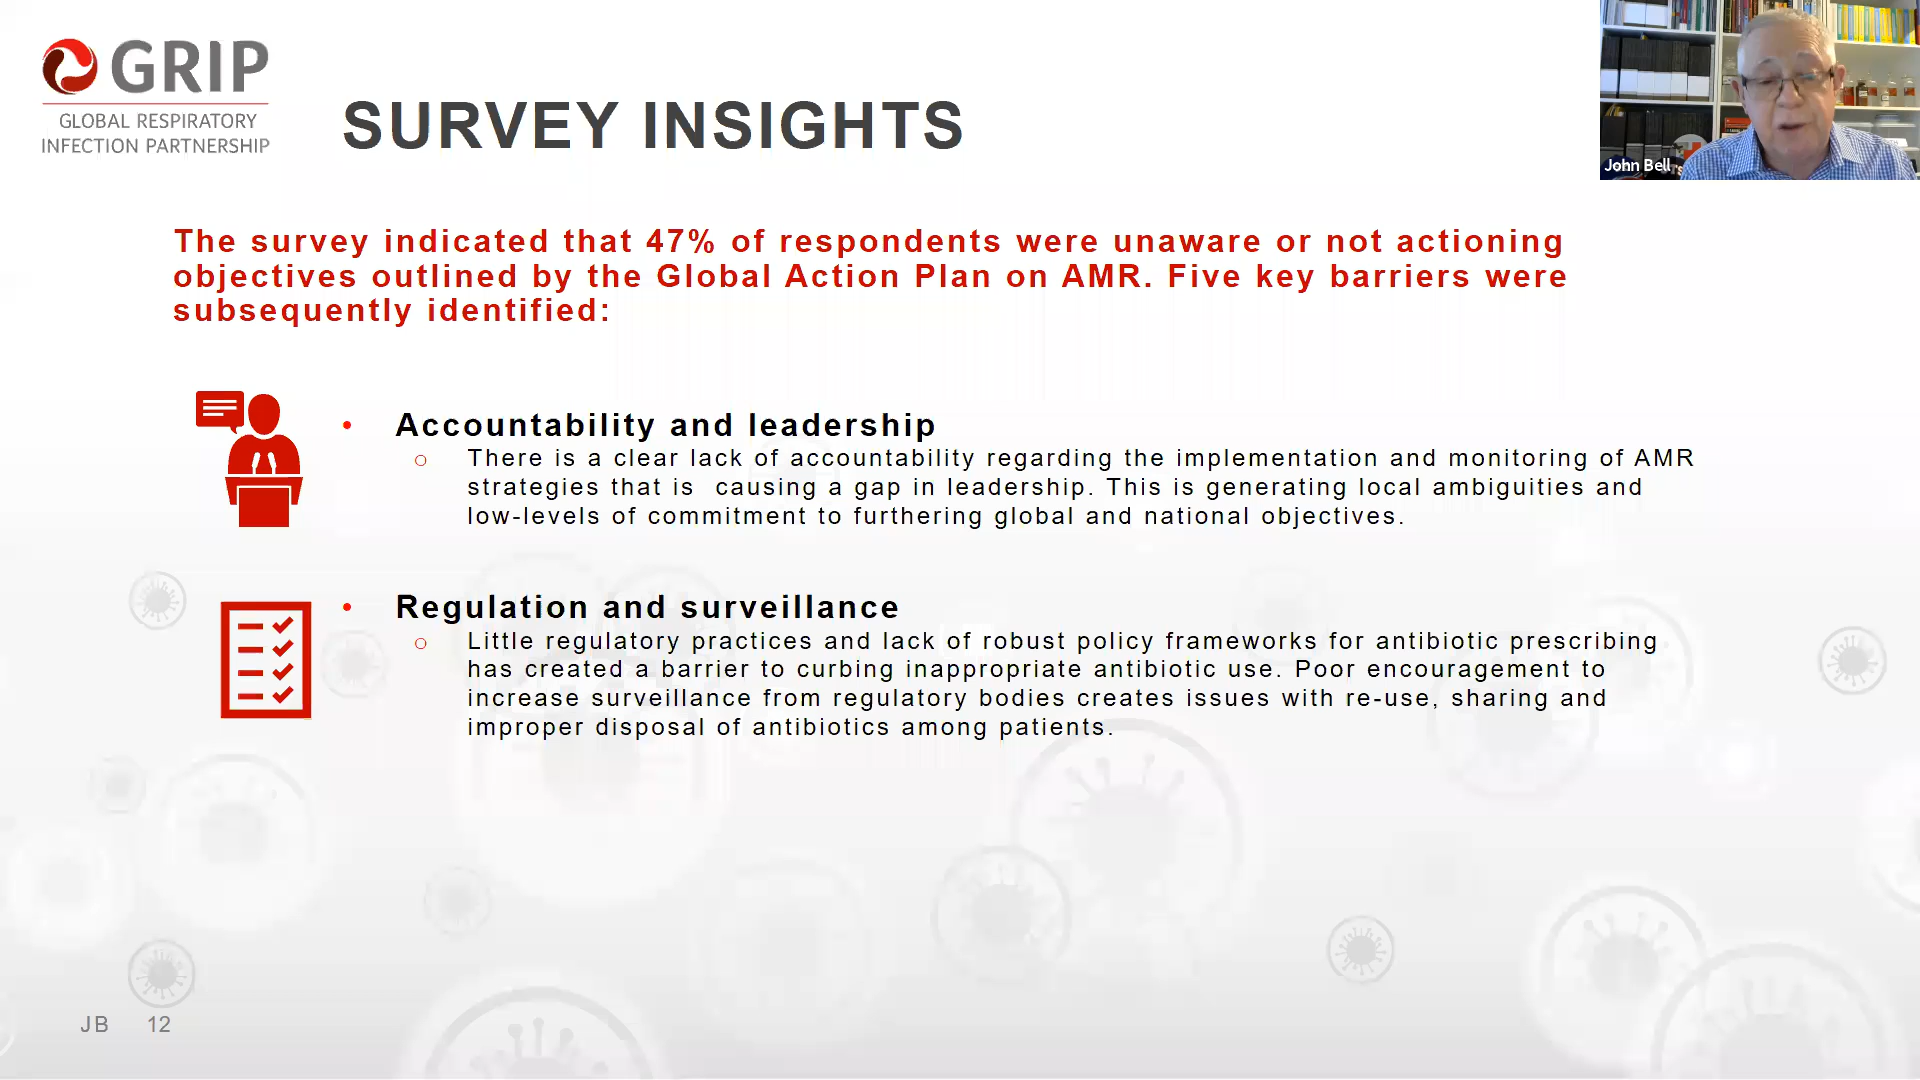 GRIP
GLOBAL RESPIRATORY
INFECTION PARTNERSHIP
SURVEY INSIGHTS
John Bell
The survey indicated that 47% of respondents were unaware or not actioning
objectives outlined by the Global Action Plan on AMR. Five key barriers were
subsequently identified:
• Accountability and leadership
○ There is a clear lack of accountability regarding the implementation and monitoring of AMR
strategies that is  causing a gap in leadership. This is generating local ambiguities and
low-levels of commitment to furthering global and national objectives.
• Regulation and surveillance
○ Little regulatory practices and lack of robust policy frameworks for antibiotic prescribing
has created a barrier to curbing inappropriate antibiotic use. Poor encouragement to
increase surveillance from regulatory bodies creates issues with re-use, sharing and
improper disposal of antibiotics among patients.
JB 12